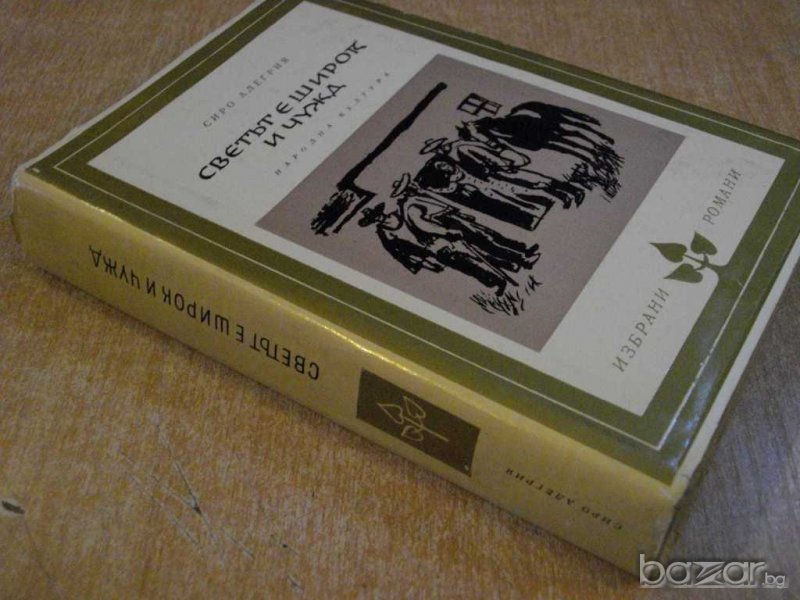 СИРО АЛЕГРИЯ
СВЕТЪТ Е ШИРОК
И ЧУЖД
НАРОДНА КУЛТУРА
ИЗБРАНИ РОМАНИ
СВЕТЪТ Е ШИРОК И ЧУЖД
СИРО АЛЕГРИЯ
bazar.bg